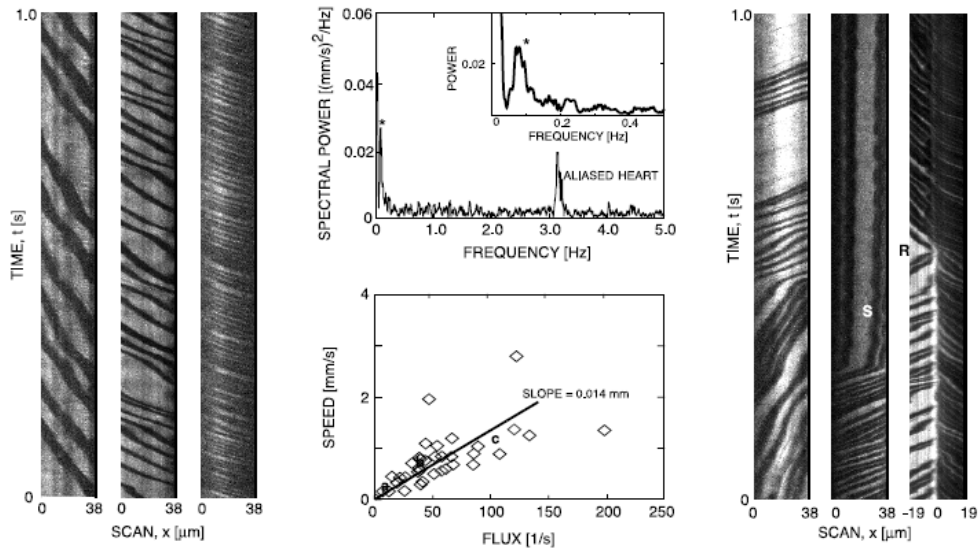 1.0
TIME, t [s]
0
0 38 0 38 0 38
SCAN, x [μm]
SPECTRAL POWER [(mm/s)²/Hz]
0.06
0.04
0.02
0
*
ALIASED HEART
0 1.0 2.0 3.0 4.0 5.0
FREQUENCY [Hz]
POWER
0.02
*
0 0.2 0.4
FREQUENCY [Hz]
SPEED [mm/s]
4
2
0
SLOPE = 0.014 mm
a
c
0 50 100 150 200 250
FLUX [1/s]
1.0
TIME, t [s]
0
S
R
0 38 0 38 -19 0 19
SCAN, x [μm]